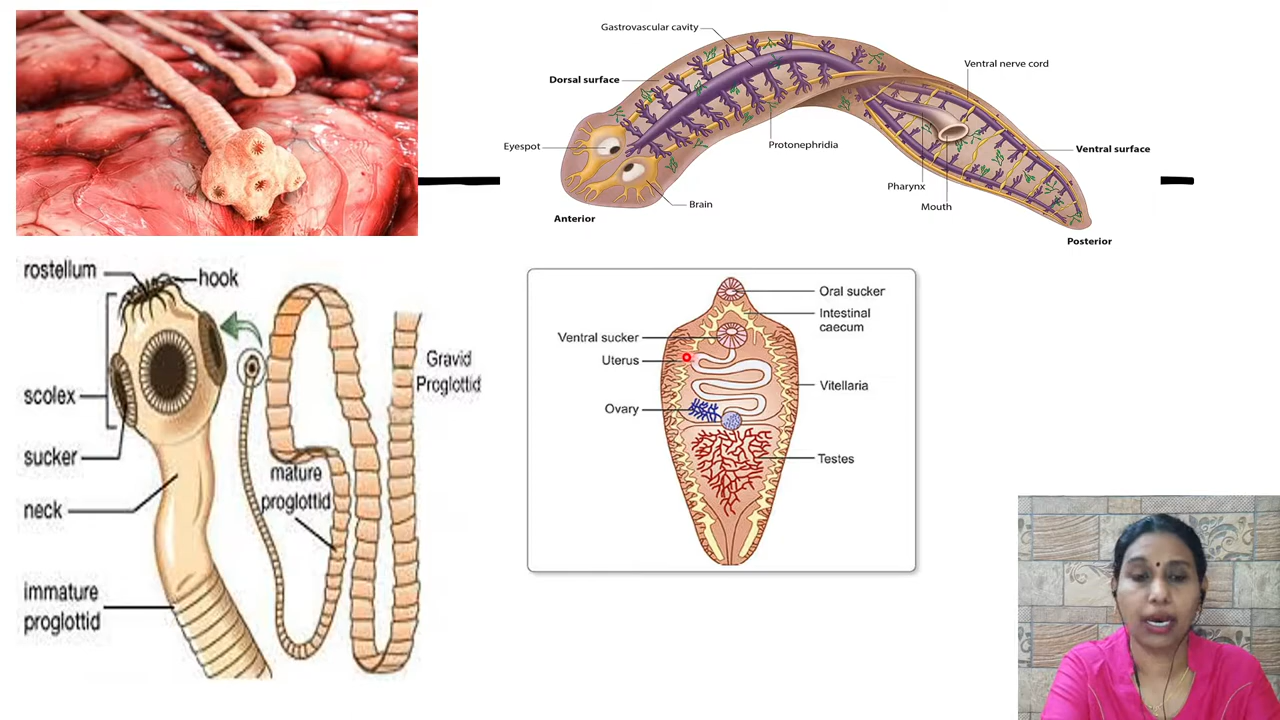 Gastrovascular cavity
Dorsal surface
Ventral nerve cord
Eyespot
Protonephridia
Ventral surface
Pharynx
Brain
Mouth
Anterior
Posterior
rostellum
hook
scolex
sucker
neck
immature
proglottid
mature
proglottid
Gravid
Proglottid
Oral sucker
Intestinal
caecum
Ventral sucker
Uterus
Vitellaria
Ovary
Testes